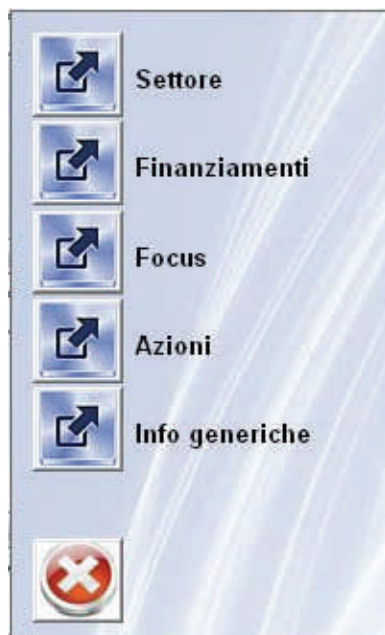 Settore
Finanziamenti
Focus
Azioni
Info generiche